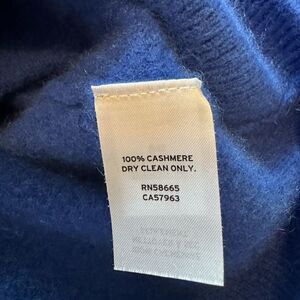 100% CASHMERE
DRY CLEAN ONLY.
RN58665
CA57963